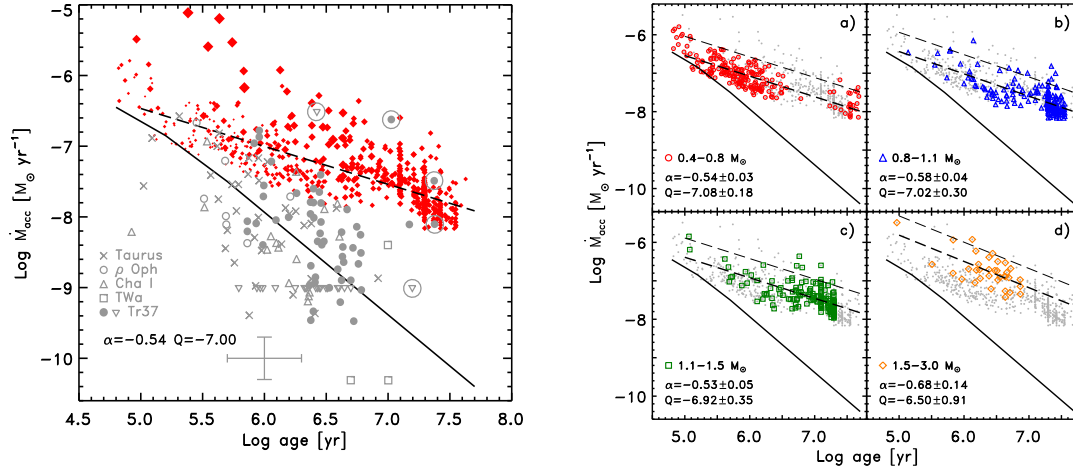 -5
-6
-7
-8
-9
-10
Log Ṁacc [M⊙ yr⁻¹]
× Taurus
○ ρ Oph
△ Cha I
□ TWa
● ▽ Tr37
α=-0.54 Q=-7.00
4.5 5.0 5.5 6.0 6.5 7.0 7.5 8.0
Log age [yr]
a)
b)
-6
-8
-10
0.4-0.8 M⊙
α=-0.54±0.03
Q=-7.08±0.18
0.8-1.1 M⊙
α=-0.58±0.04
Q=-7.02±0.30
Log Ṁacc [M⊙ yr⁻¹]
c)
d)
-6
-8
-10
1.1-1.5 M⊙
α=-0.53±0.05
Q=-6.92±0.35
1.5-3.0 M⊙
α=-0.68±0.14
Q=-6.50±0.91
5.0 6.0 7.0 5.0 6.0 7.0
Log age [yr]